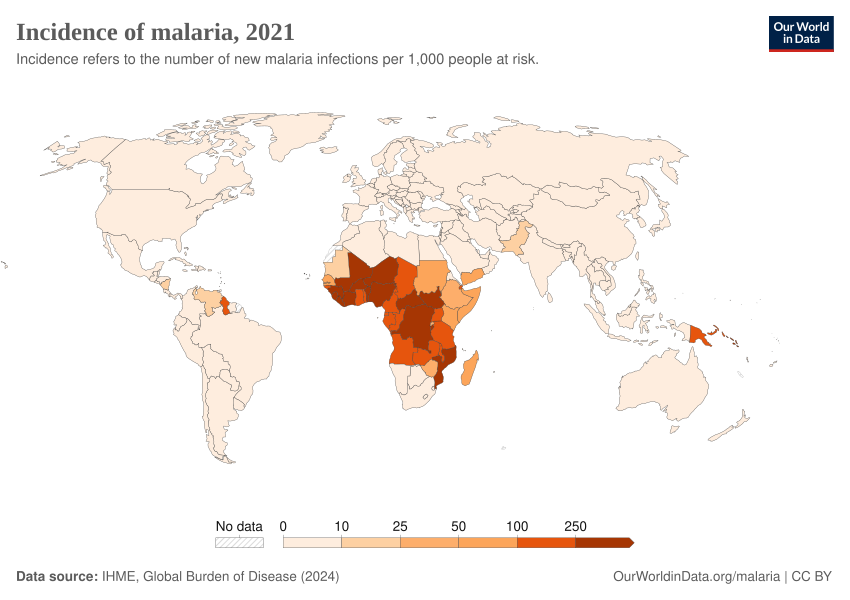 Incidence of malaria, 2021
Incidence refers to the number of new malaria infections per 1,000 people at risk.
Our World
in Data
No data
0
10
25
50
100
250
Data source: IHME, Global Burden of Disease (2024)
OurWorldinData.org/malaria | CC BY